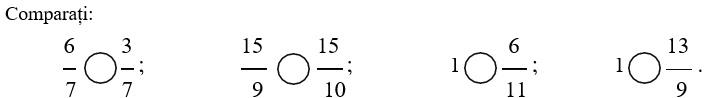 Comparați:
6/7 ◯ 3/7; 15/9 ◯ 15/10; 1 ◯ 6/11; 1 ◯ 13/9.